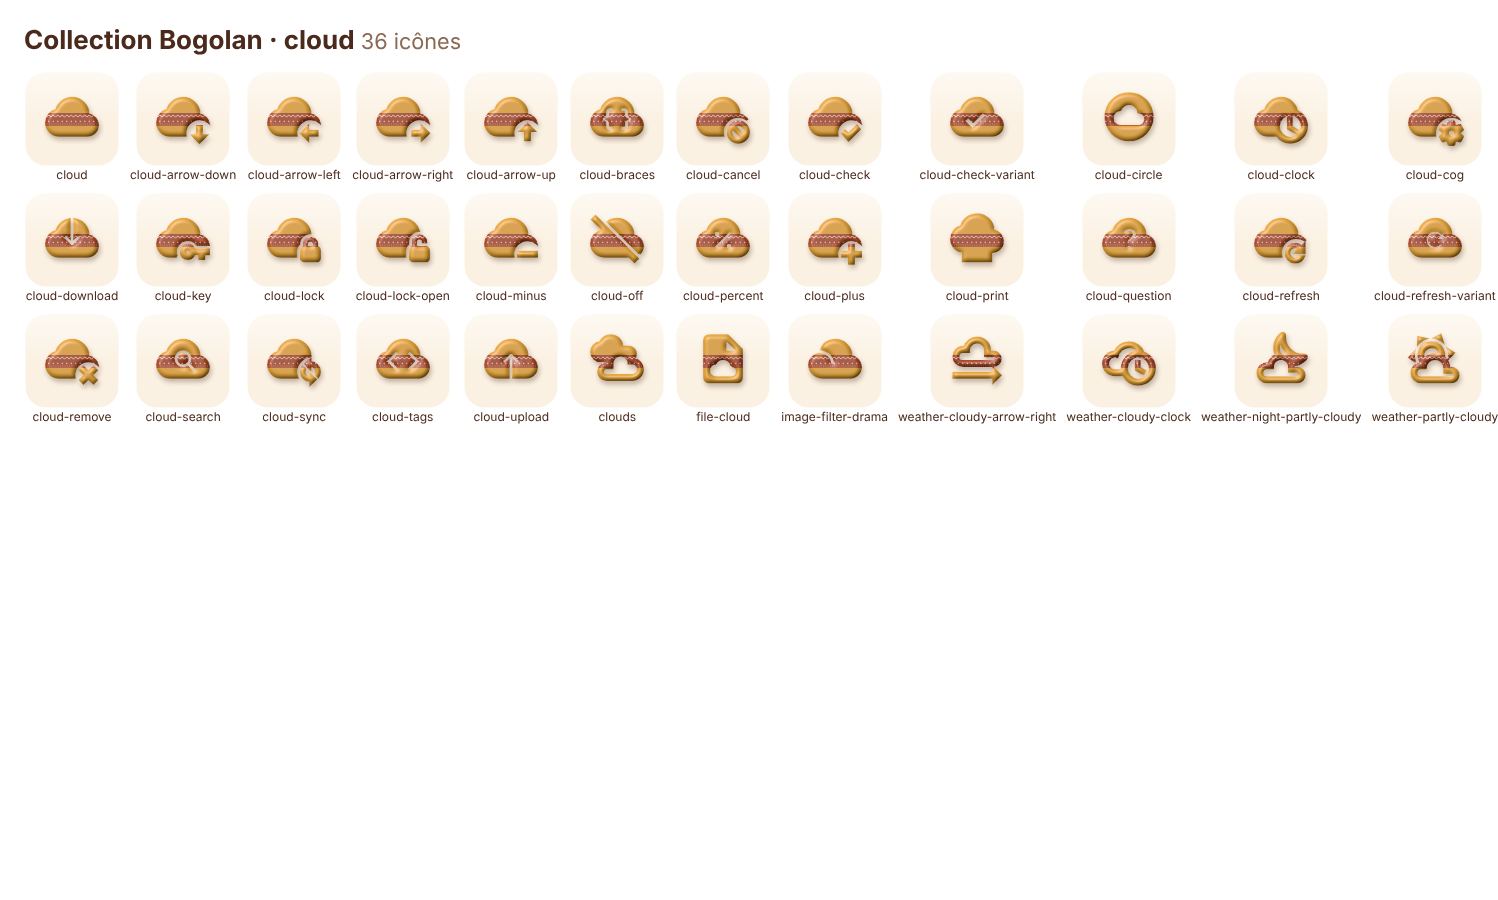 Collection Bogolan · cloud 36 icônes
cloud cloud-arrow-down cloud-arrow-left cloud-arrow-right cloud-arrow-up cloud-braces cloud-cancel cloud-check cloud-check-variant cloud-circle cloud-clock cloud-cog
cloud-download cloud-key cloud-lock cloud-lock-open cloud-minus cloud-off cloud-percent cloud-plus cloud-print cloud-question cloud-refresh cloud-refresh-variant
cloud-remove cloud-search cloud-sync cloud-tags cloud-upload clouds file-cloud image-filter-drama weather-cloudy-arrow-right weather-cloudy-clock weather-night-partly-cloudy weather-partly-cloudy